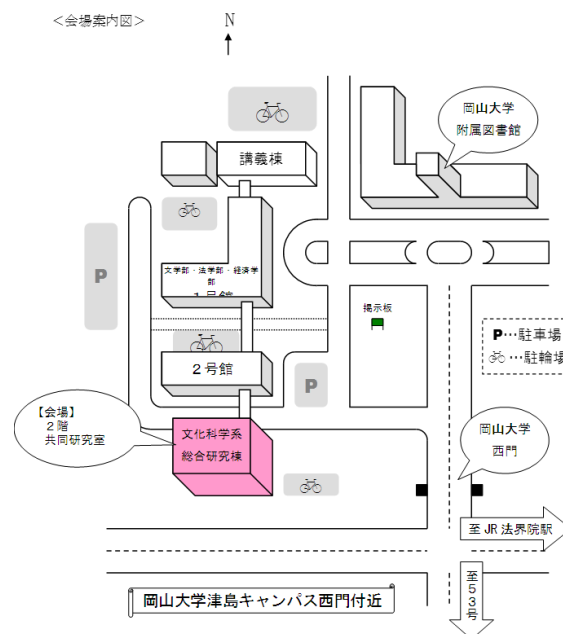 ＜会場案内図＞
N
岡山大学
附属図書館
講義棟
P
文学部・法学部・経済学
部
１号館
掲示板
P…駐車場
…駐輪場
２号館
P
【会場】
２階
共同研究室
文化科学系
総合研究棟
岡山大学
西門
至 JR 法界院駅
至５３号
岡山大学津島キャンパス西門付近